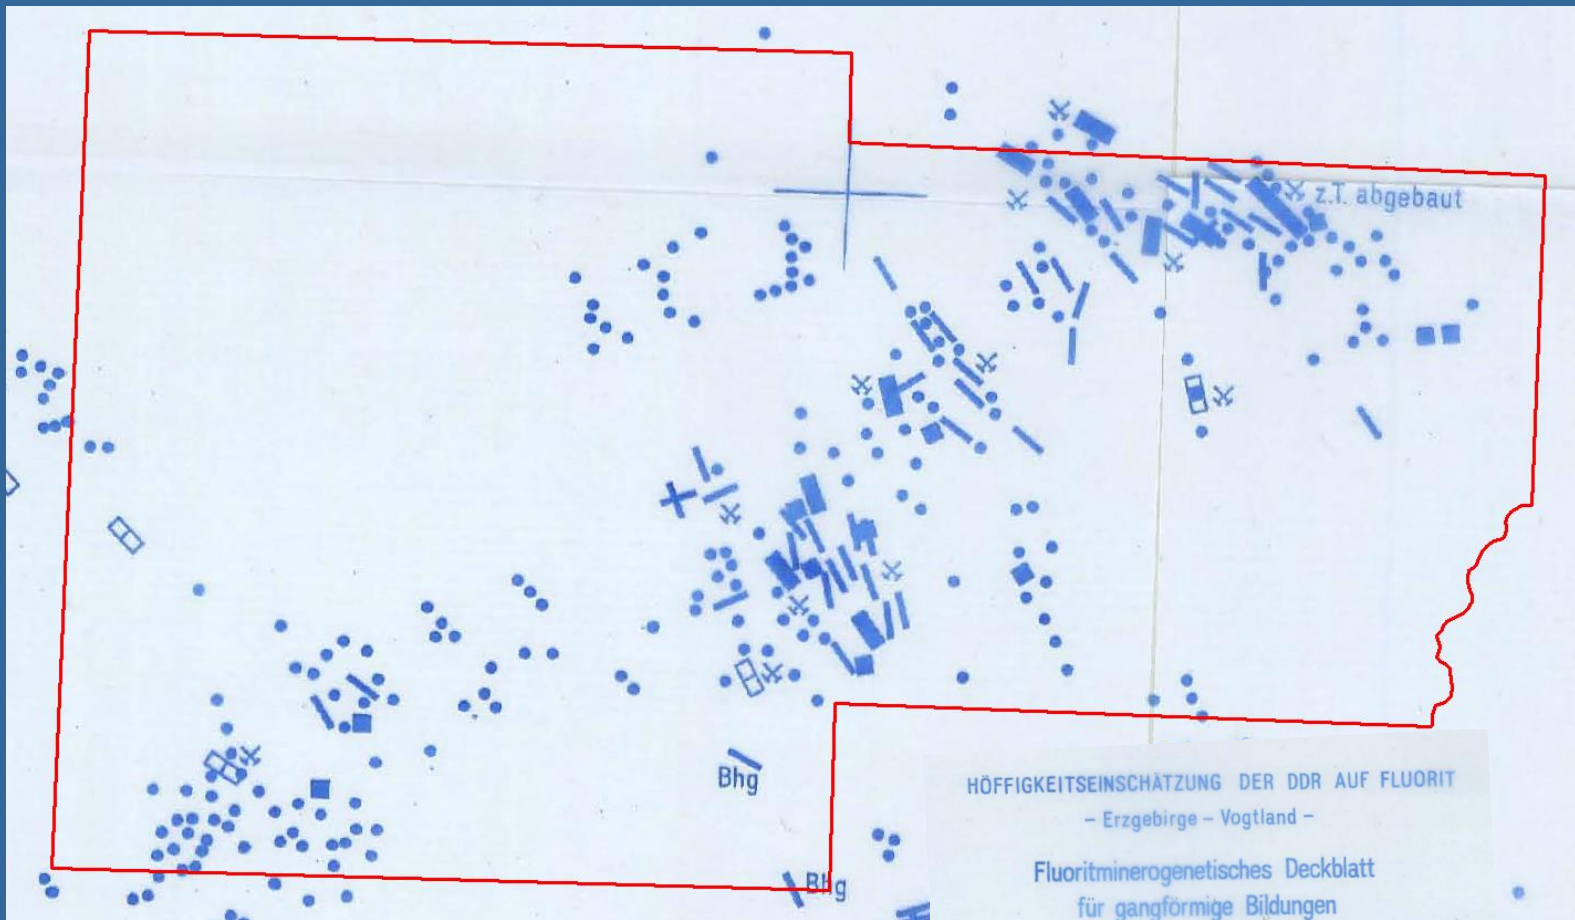 z.T. abgebaut
Bhg
Bhg
HÖFFIGKEITSEINSCHÄTZUNG DER DDR AUF FLUORIT
– Erzgebirge – Vogtland –
Fluoritminerogenetisches Deckblatt
für gangförmige Bildungen